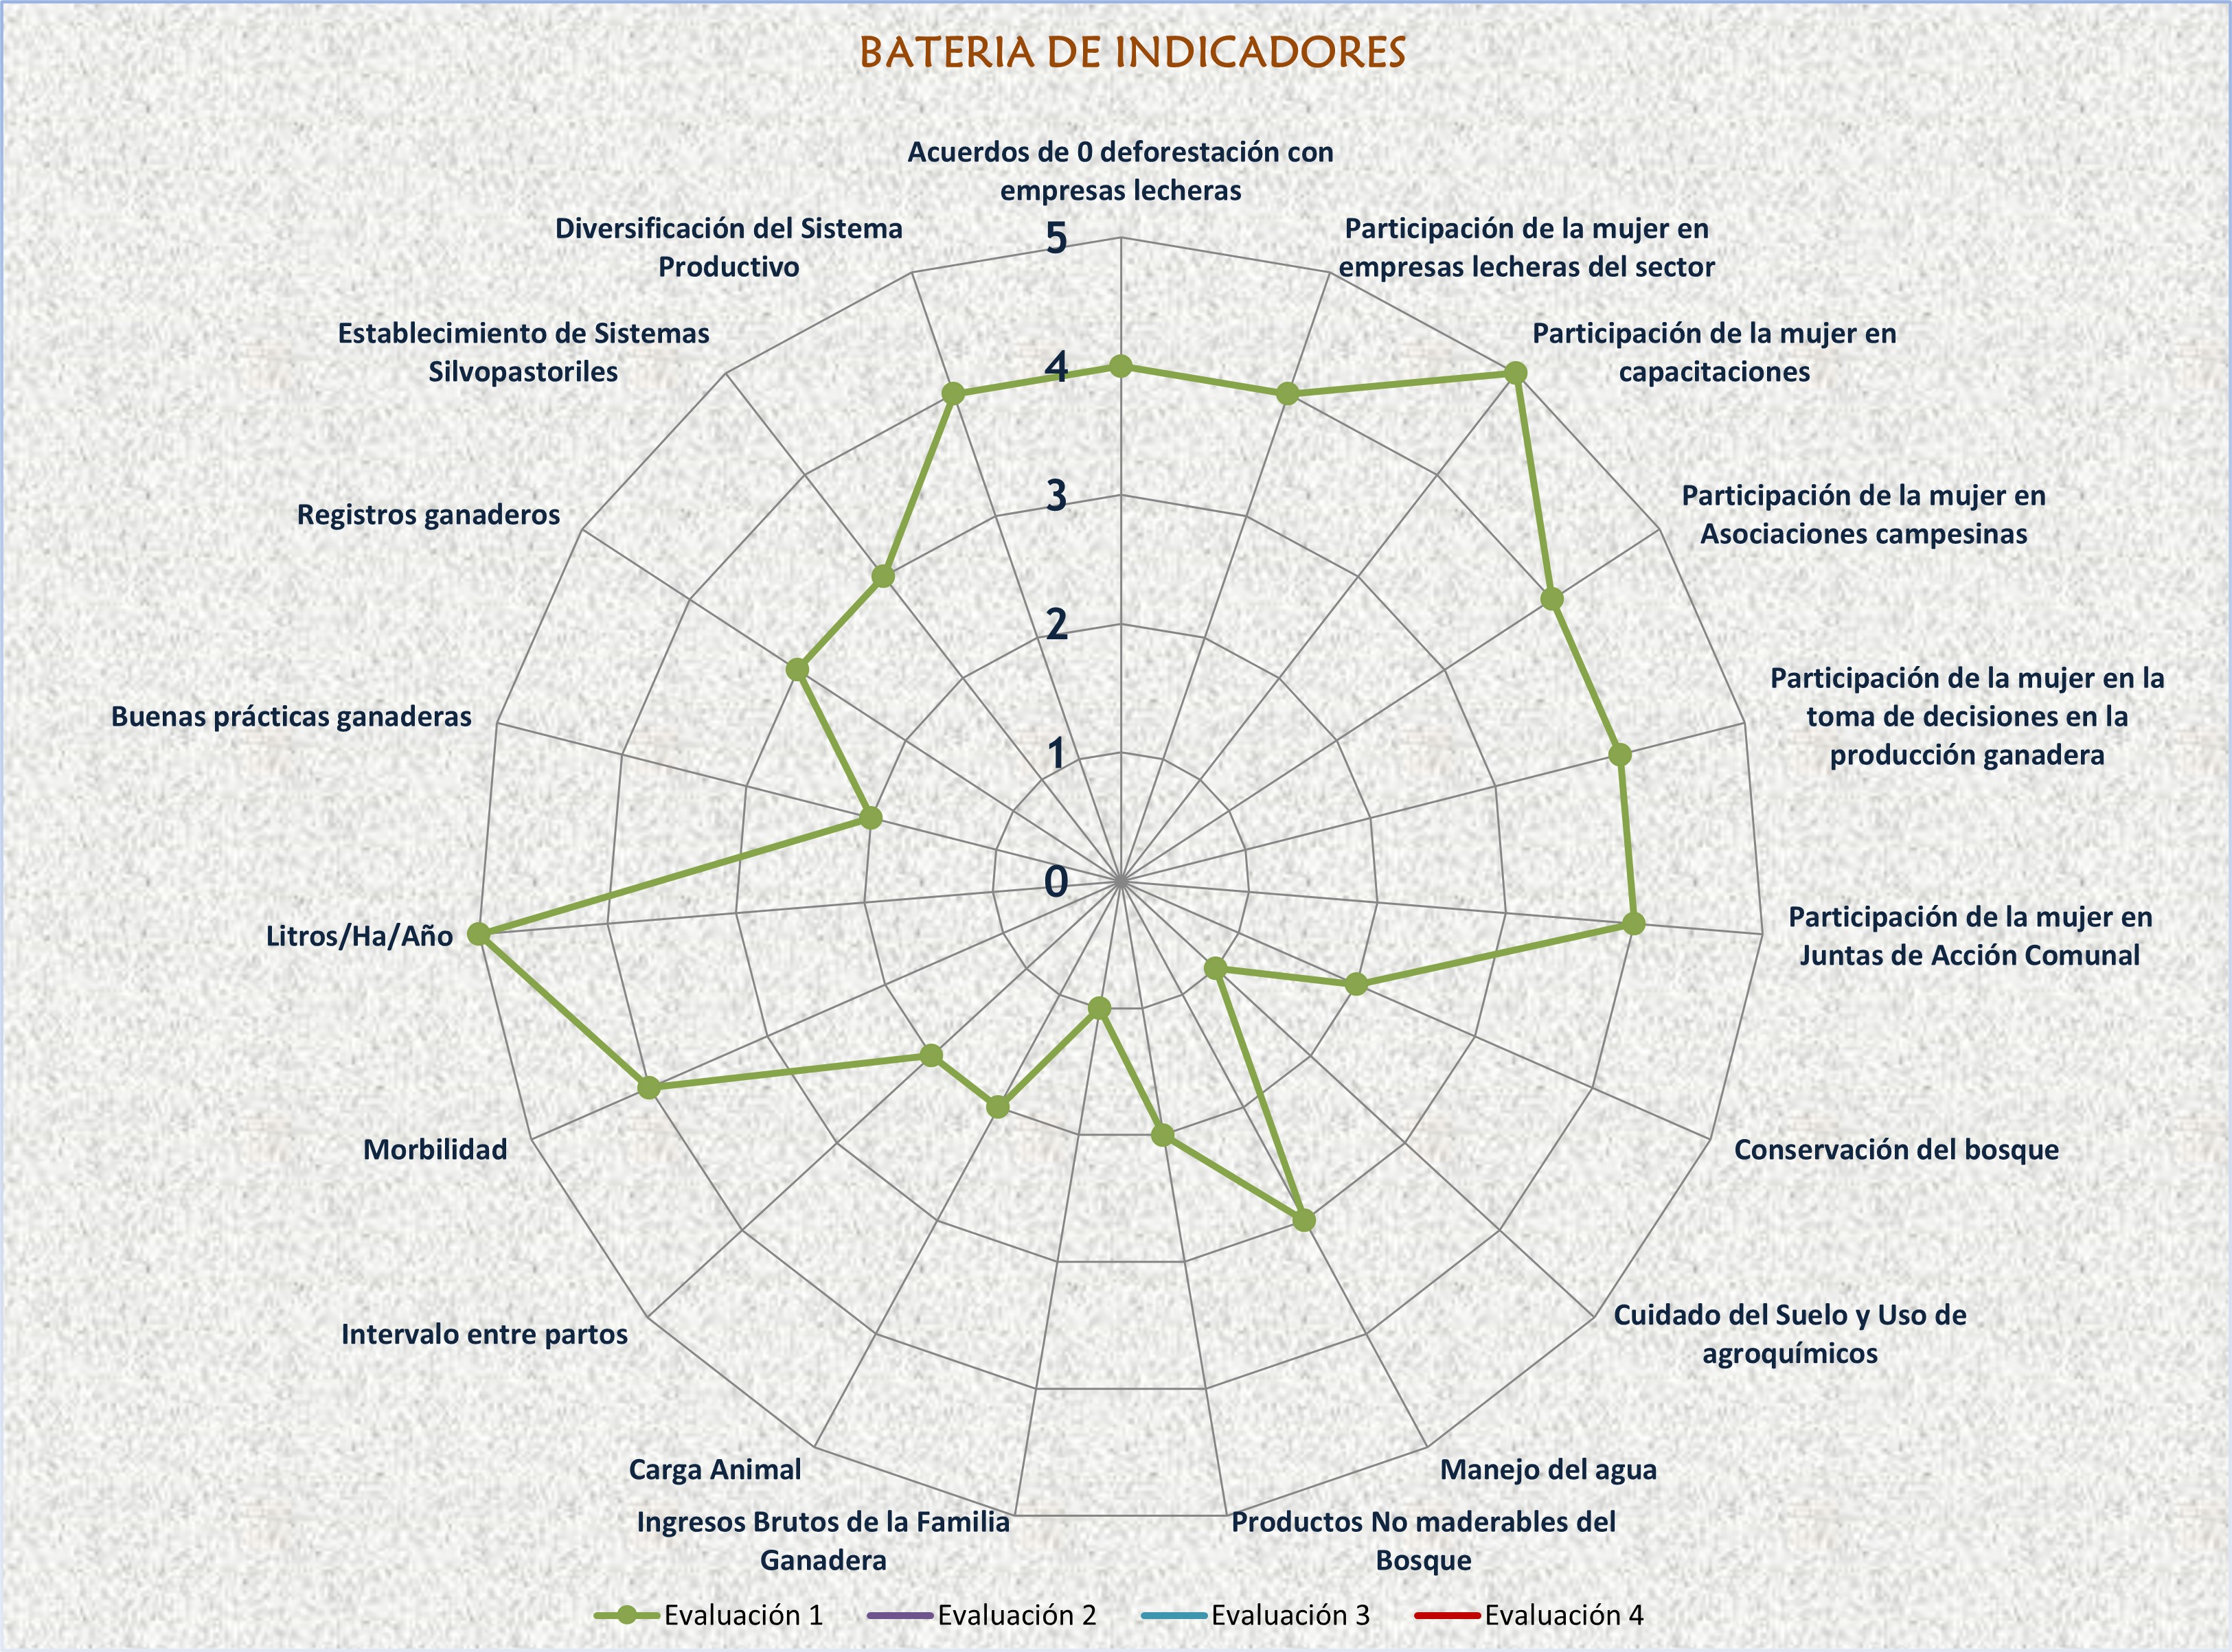 BATERIA DE INDICADORES
Acuerdos de 0 deforestación con
empresas lecheras
Participación de la mujer en
empresas lecheras del sector
Participación de la mujer en
capacitaciones
Participación de la mujer en
Asociaciones campesinas
Participación de la mujer en la
toma de decisiones en la
producción ganadera
Participación de la mujer en
Juntas de Acción Comunal
Conservación del bosque
Cuidado del Suelo y Uso de
agroquímicos
Manejo del agua
Productos No maderables del
Bosque
Ingresos Brutos de la Familia
Ganadera
Carga Animal
Intervalo entre partos
Morbilidad
Litros/Ha/Año
Buenas prácticas ganaderas
Registros ganaderos
Establecimiento de Sistemas
Silvopastoriles
Diversificación del Sistema
Productivo
5
4
3
2
1
0
Evaluación 1
Evaluación 2
Evaluación 3
Evaluación 4